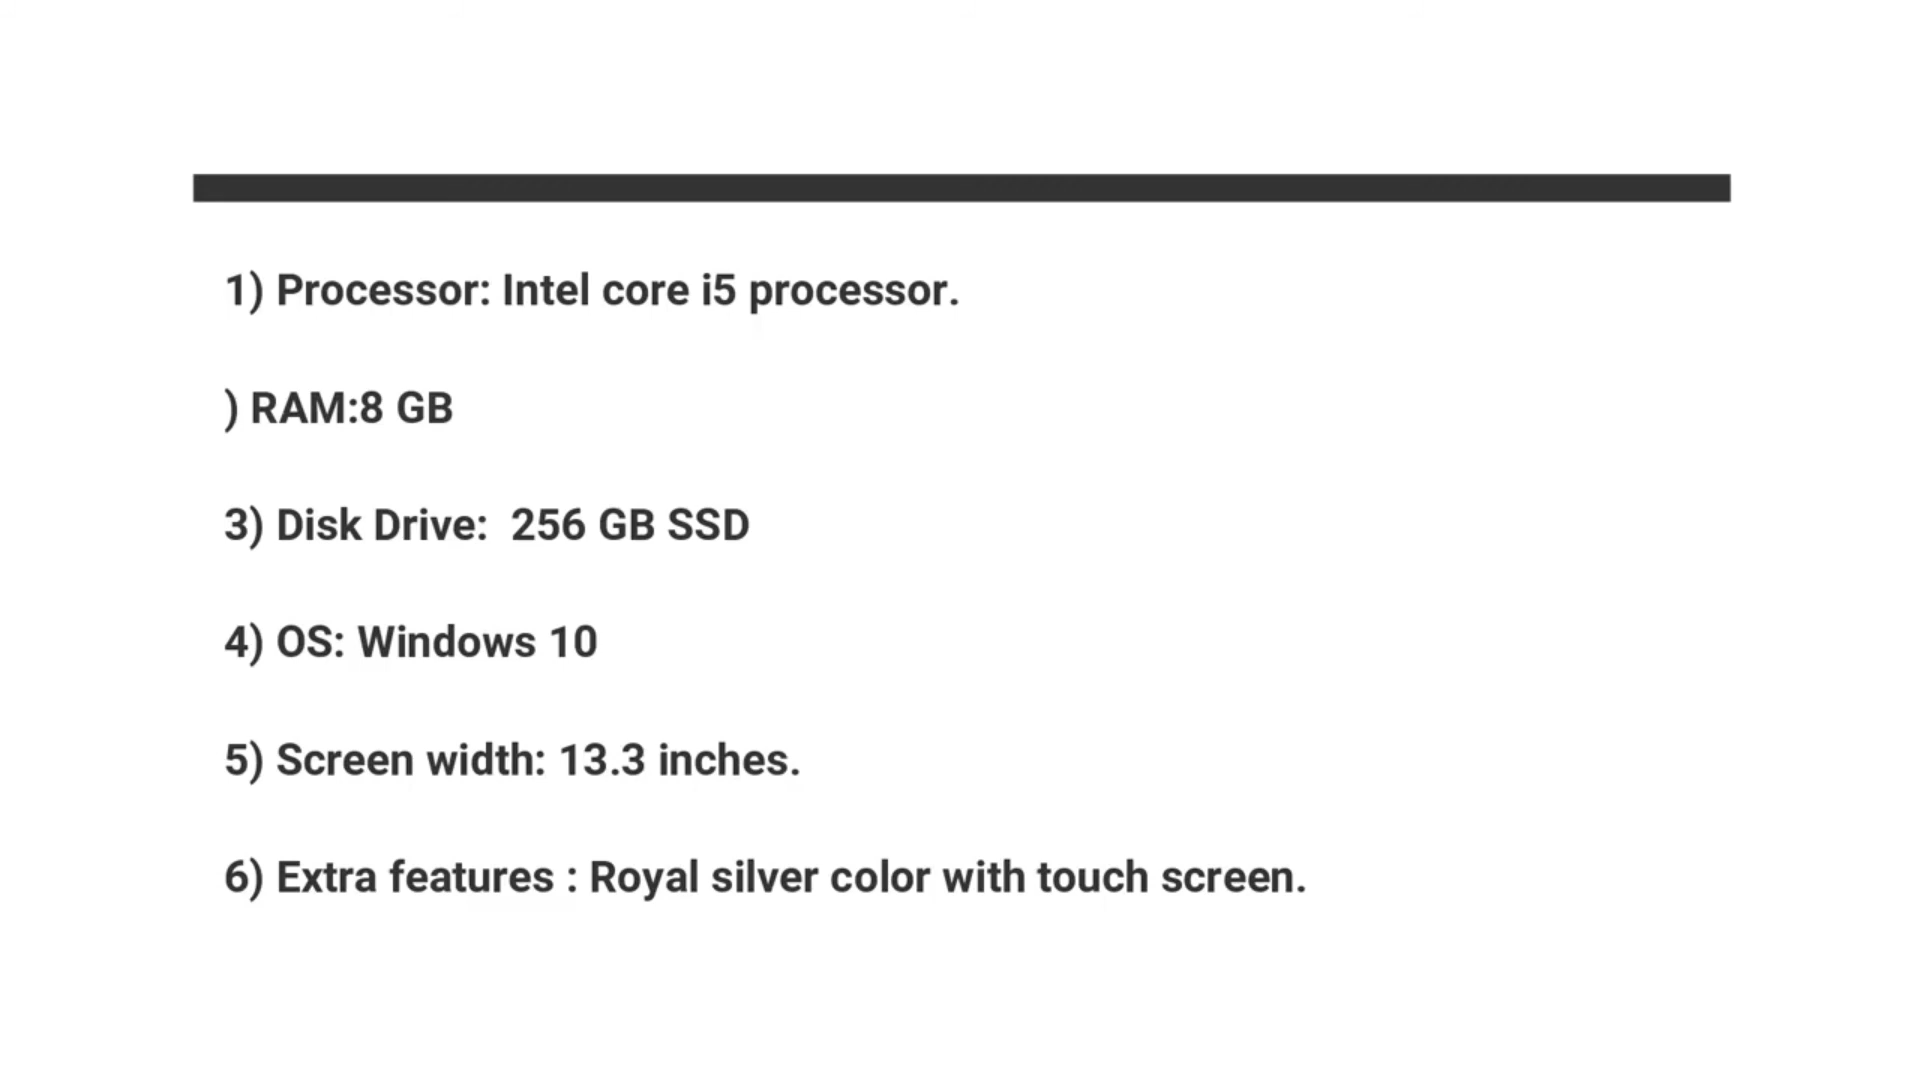 1) Processor: Intel core i5 processor.
) RAM:8 GB
3) Disk Drive:  256 GB SSD
4) OS: Windows 10
5) Screen width: 13.3 inches.
6) Extra features : Royal silver color with touch screen.